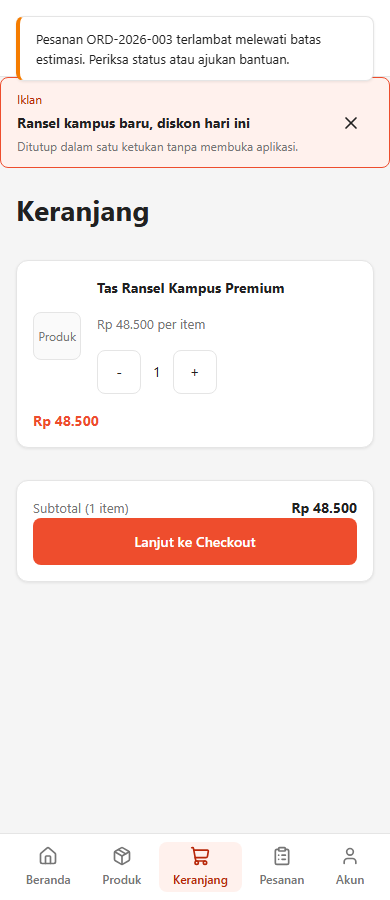 Pesanan ORD-2026-003 terlambat melewati batas
estimasi. Periksa status atau ajukan bantuan.
Iklan
Ransel kampus baru, diskon hari ini
Ditutup dalam satu ketukan tanpa membuka aplikasi.
Keranjang
Tas Ransel Kampus Premium
Produk
Rp 48.500 per item
- 1 +
Rp 48.500
Subtotal (1 item) Rp 48.500
Lanjut ke Checkout
Beranda Produk Keranjang Pesanan Akun